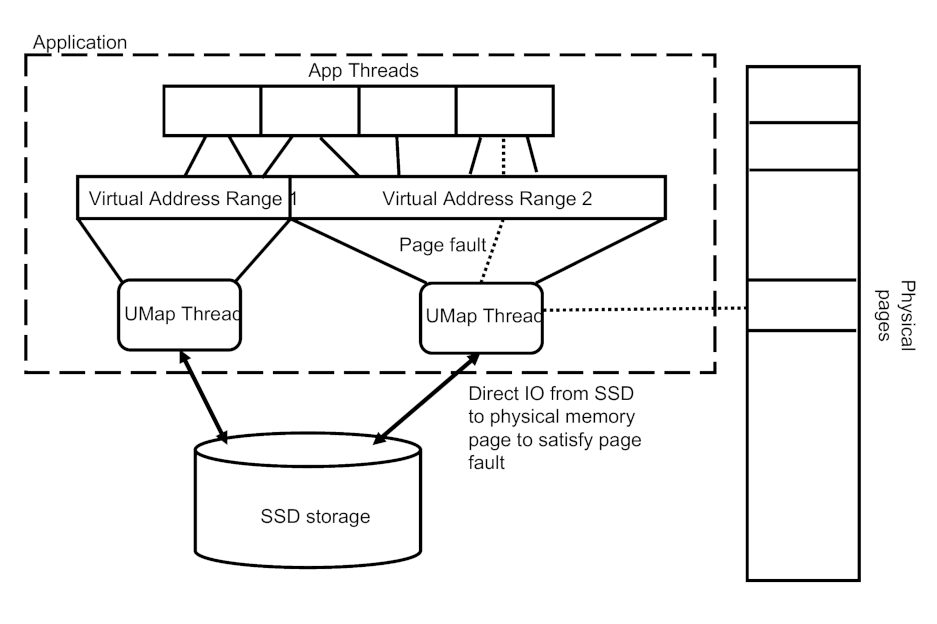 Application
App Threads
Virtual Address Range 1
Virtual Address Range 2
Page fault
UMap Thread
UMap Thread
Physical
pages
Direct IO from SSD
to physical memory
page to satisfy page
fault
SSD storage